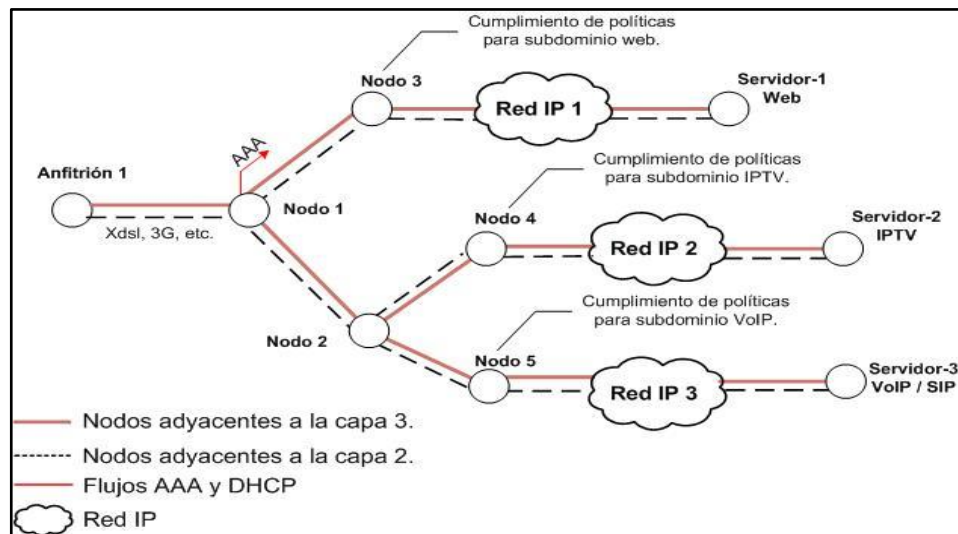 Cumplimiento de políticas
para subdominio web.
Nodo 3
Servidor-1
Web
Red IP 1
AAA
Anfitrión 1
Nodo 1
Xdsl, 3G, etc.
Cumplimiento de políticas
para subdominio IPTV.
Nodo 4
Servidor-2
IPTV
Red IP 2
Cumplimiento de políticas
para subdominio VoIP.
Nodo 2
Nodo 5
Servidor-3
VoIP / SIP
Red IP 3
Nodos adyacentes a la capa 3.
Nodos adyacentes a la capa 2.
Flujos AAA y DHCP
Red IP